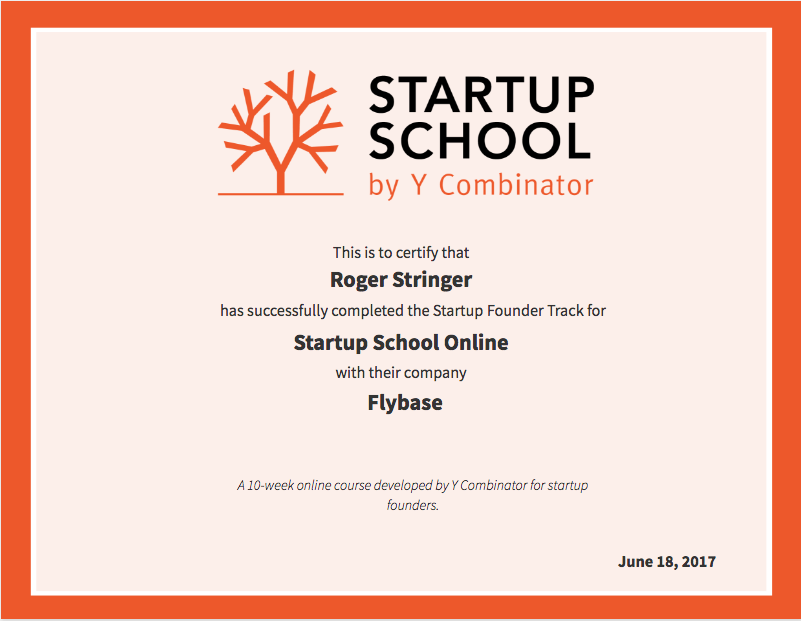 STARTUP
SCHOOL
by Y Combinator
This is to certify that
Roger Stringer
has successfully completed the Startup Founder Track for
Startup School Online
with their company
Flybase
A 10-week online course developed by Y Combinator for startup
founders.
June 18, 2017